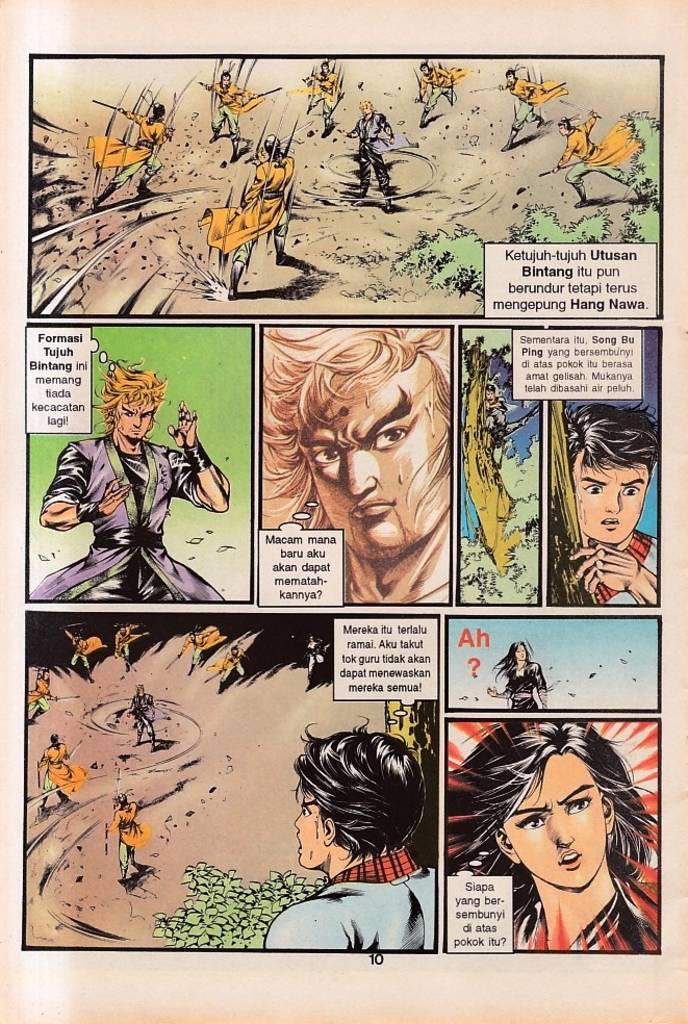 Ketujuh-tujuh Utusan
Bintang itu pun
berundur tetapi terus
mengepung Hang Nawa.
Formasi
Tujuh
Bintang ini
memang
tiada
kecacatan
lagi!
Macam mana
baru aku
akan dapat
mematah-
kannya?
Sementara itu, Song Bu
Ping yang bersembunyi
di atas pokok itu berasa
amat gelisah. Mukanya
telah dibasahi air peluh.
Mereka itu terlalu
ramai. Aku takut
tok guru tidak akan
dapat menewaskan
mereka semua!
Ah
?
Siapa
yang ber-
sembunyi
di atas
pokok itu?
10